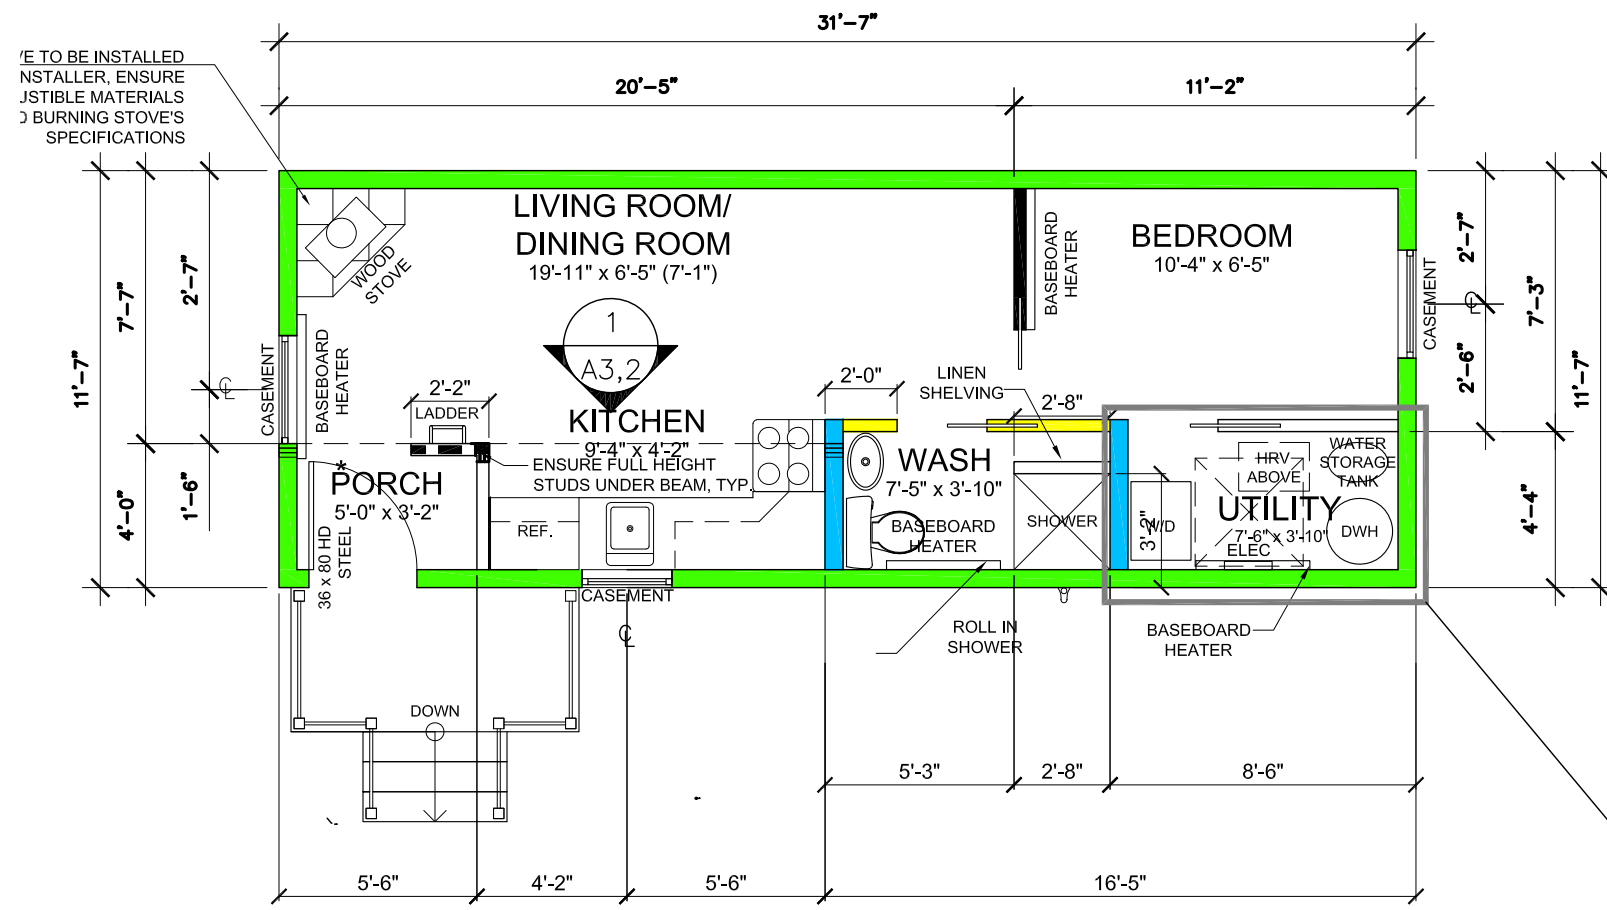 31'-7"
20'-5"
11'-2"
TO BE INSTALLED
ENSURE
MATERIALS
BURNING STOVE'S
SPECIFICATIONS
11'-7"
7'-7"
4'-0"
2'-7"
1'-6"
LIVING ROOM/
DINING ROOM
19'-11" x 6'-5" (7'-1")
WOOD
STOVE
CASEMENT
BASEBOARD
HEATER
1
A3,2
2'-2"
LADDER
KITCHEN
9'-4" x 4'-2"
ENSURE FULL HEIGHT
STUDS UNDER BEAM, TYP.
*
PORCH
5'-0" x 3'-2"
36 x 80 HD
STEEL
REF.
CASEMENT
BASEBOARD
HEATER
BEDROOM
10'-4" x 6'-5"
CASEMENT
2'-7"
2'-6"
7'-3"
4'-4"
11'-7"
2'-0"
LINEN
SHELVING
2'-8"
WASH
7'-5" x 3'-10"
BASEBOARD
HEATER
SHOWER
3'-2"
W/D
HRV
ABOVE
WATER
STORAGE
TANK
UTILITY
7'-6" x 3'-10"
ELEC
DWH
ROLL IN
SHOWER
BASEBOARD
HEATER
DOWN
5'-3"
2'-8"
8'-6"
5'-6"
4'-2"
5'-6"
16'-5"